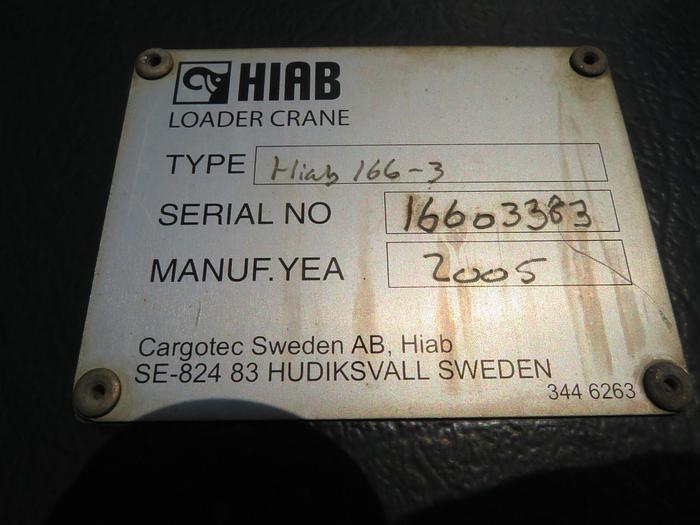 HIAB
LOADER CRANE
TYPE Hiab 166-3
SERIAL NO 16603383
MANUF.YEA 2005
Cargotec Sweden AB, Hiab
SE-824 83 HUDIKSVALL SWEDEN
344 6263